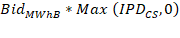 Bid_MWhB * Max (IPD_CS, 0)